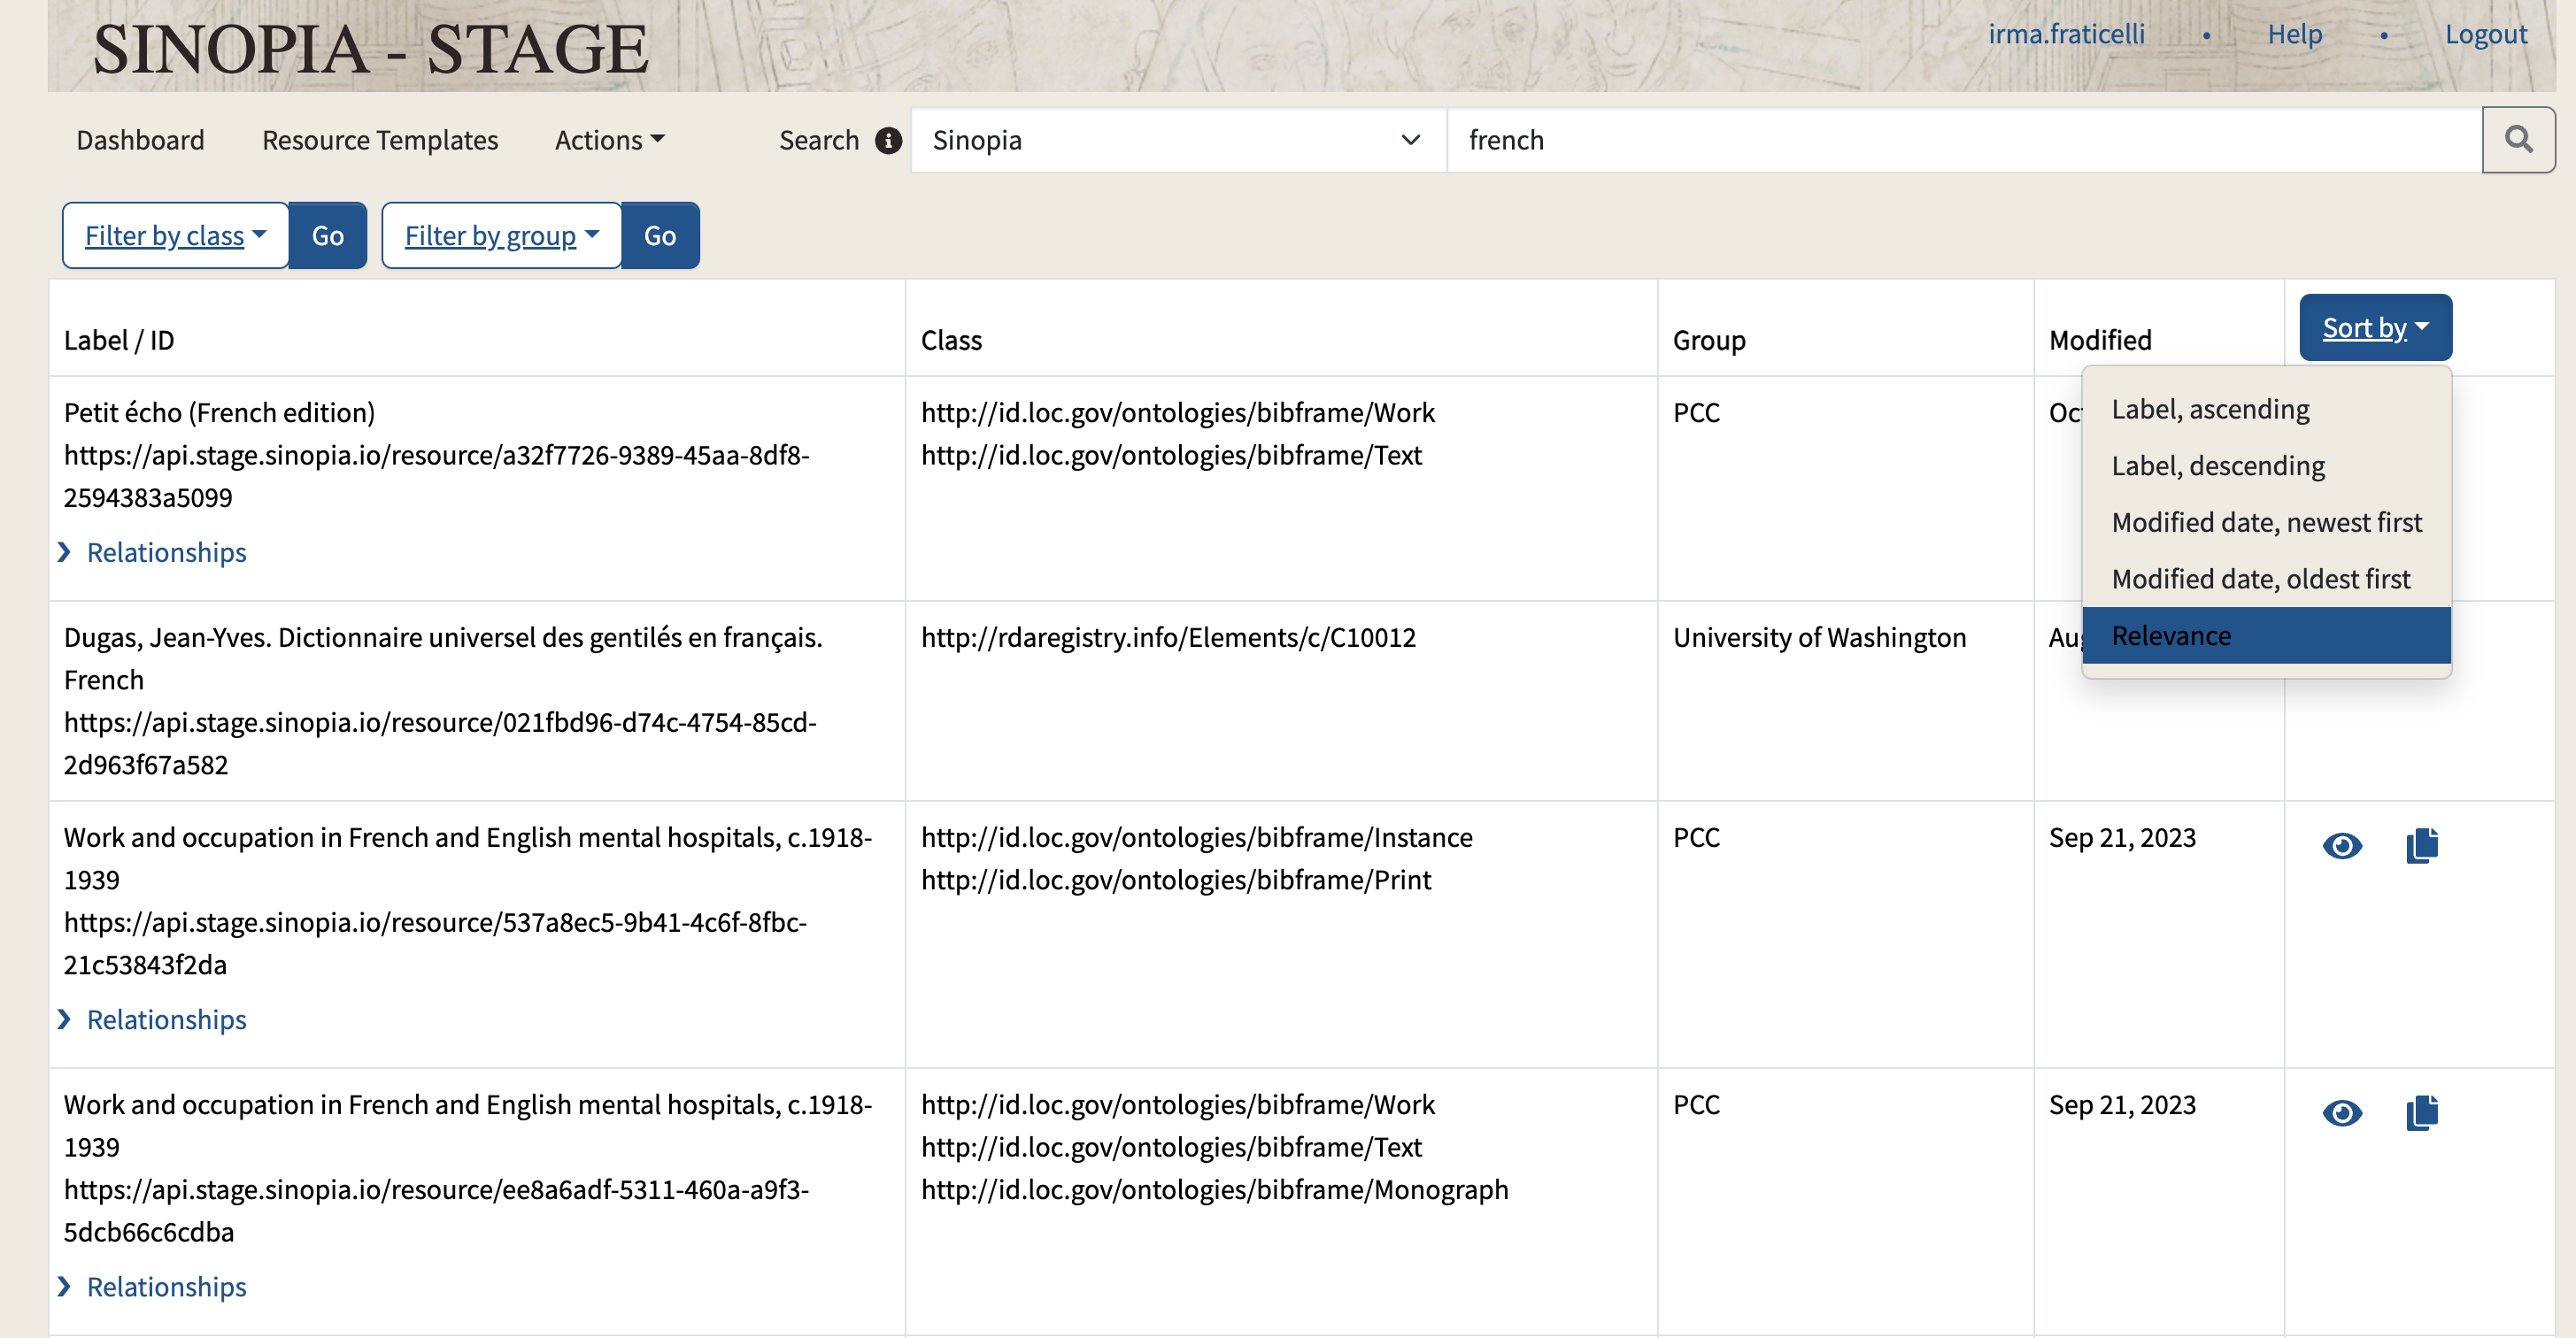 SINOPIA - STAGE
irma.fraticelli • Help • Logout
Dashboard Resource Templates Actions Search Sinopia french
Filter by class Go Filter by group Go
Label / ID Class Group Modified Sort by
Label, ascending
Label, descending
Modified date, newest first
Modified date, oldest first
Relevance
Petit écho (French edition)
https://api.stage.sinopia.io/resource/a32f7726-9389-45aa-8df8-
2594383a5099
Relationships
http://id.loc.gov/ontologies/bibframe/Work
http://id.loc.gov/ontologies/bibframe/Text
PCC
Dugas, Jean-Yves. Dictionnaire universel des gentilés en français.
French
https://api.stage.sinopia.io/resource/021fbd96-d74c-4754-85cd-
2d963f67a582
http://rdaregistry.info/Elements/c/C10012
University of Washington
Work and occupation in French and English mental hospitals, c.1918-
1939
https://api.stage.sinopia.io/resource/537a8ec5-9b41-4c6f-8fbc-
21c53843f2da
Relationships
http://id.loc.gov/ontologies/bibframe/Instance
http://id.loc.gov/ontologies/bibframe/Print
PCC
Sep 21, 2023
Work and occupation in French and English mental hospitals, c.1918-
1939
https://api.stage.sinopia.io/resource/ee8a6adf-5311-460a-a9f3-
5dcb66c6cdba
Relationships
http://id.loc.gov/ontologies/bibframe/Work
http://id.loc.gov/ontologies/bibframe/Text
http://id.loc.gov/ontologies/bibframe/Monograph
PCC
Sep 21, 2023